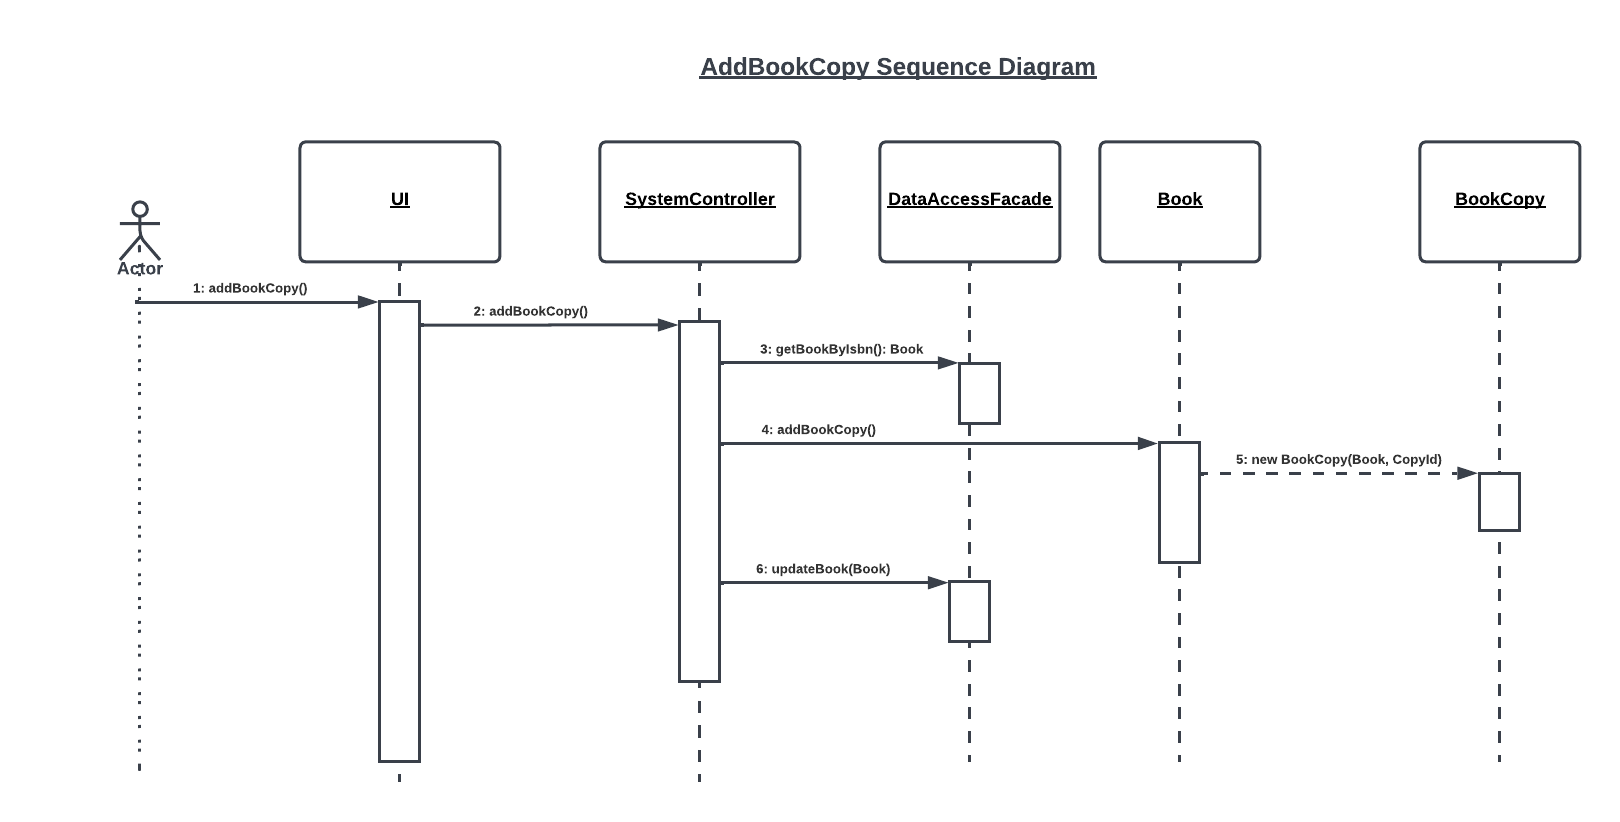 AddBookCopy Sequence Diagram
UI
SystemController
DataAccessFacade
Book
BookCopy
Actor
1: addBookCopy()
2: addBookCopy()
3: getBookByIsbn(): Book
4: addBookCopy()
5: new BookCopy(Book, CopyId)
6: updateBook(Book)